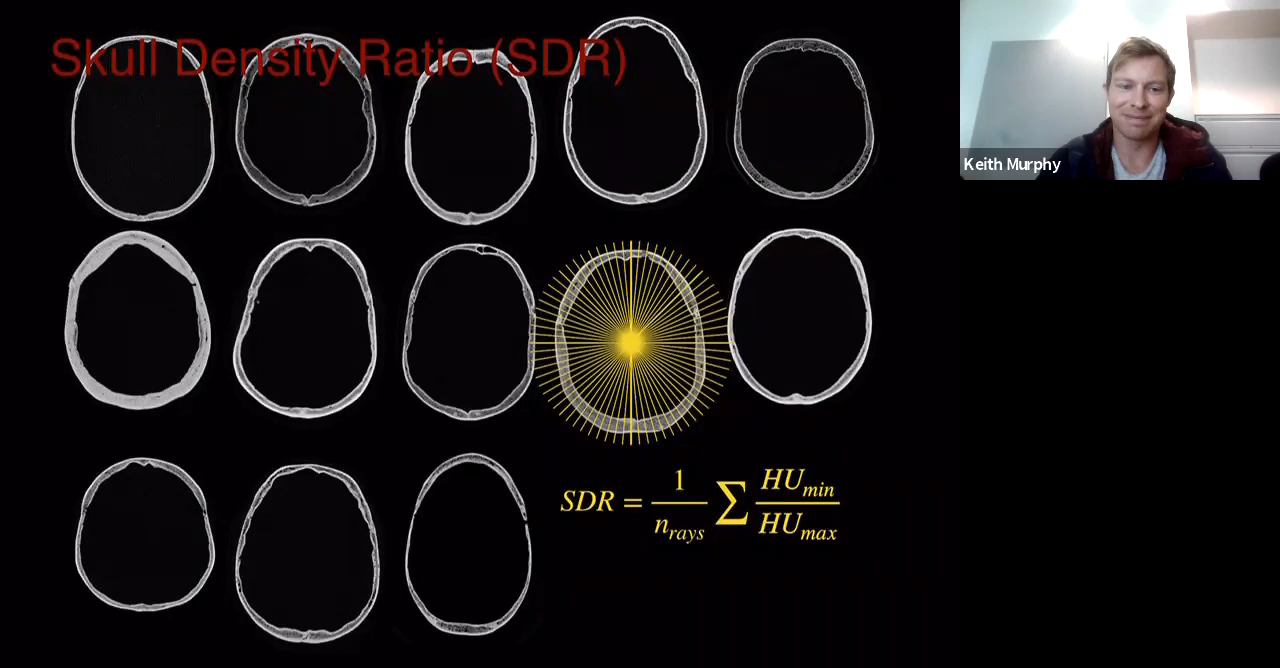 Skull Density Ratio (SDR)
Keith Murphy
SDR = 1/n_rays ∑ HU_min/HU_max